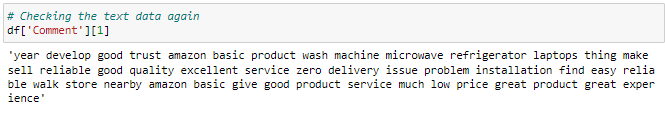 # Checking the text data again
df['Comment'][1]
'year develop good trust amazon basic product wash machine microwave refrigerator laptops thing make
sell reliable good quality excellent service zero delivery issue problem installation find easy relia
ble walk store nearby amazon basic give good product service much low price great product great exper
ience'